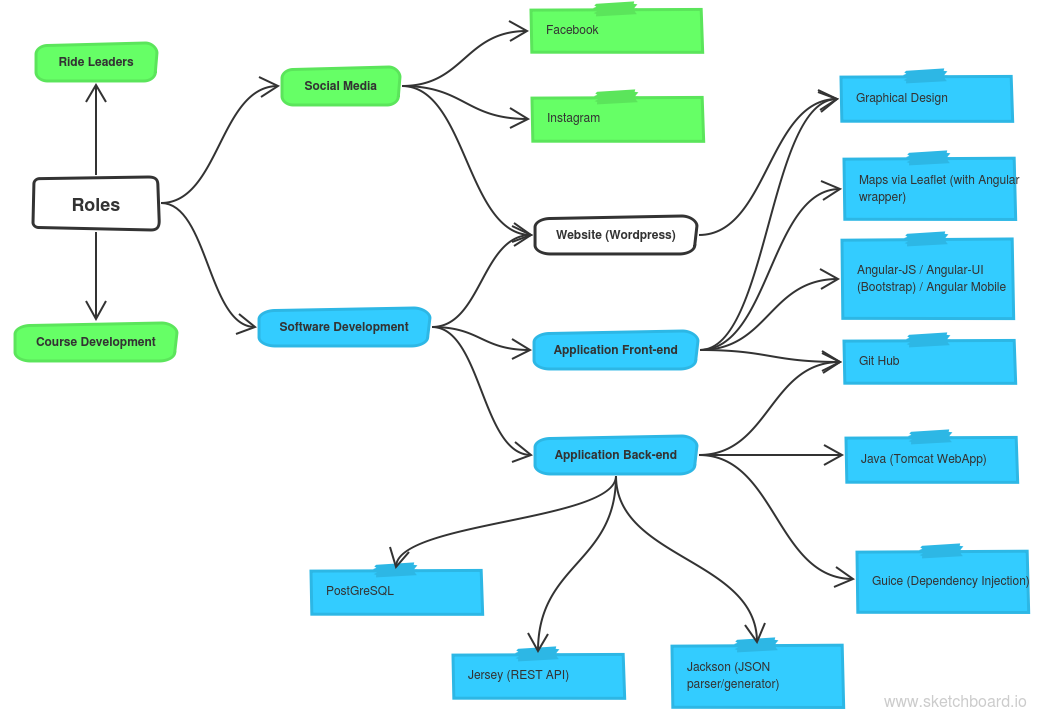 Facebook
Ride Leaders
Social Media
Graphical Design
Instagram
Maps via Leaflet (with Angular
wrapper)
Roles
Website (Wordpress)
Angular-JS / Angular-UI
(Bootstrap) / Angular Mobile
Software Development
Course Development
Application Front-end
Git Hub
Application Back-end
Java (Tomcat WebApp)
PostGreSQL
Guice (Dependency Injection)
Jersey (REST API)
Jackson (JSON
parser/generator)
www.sketchboard.io